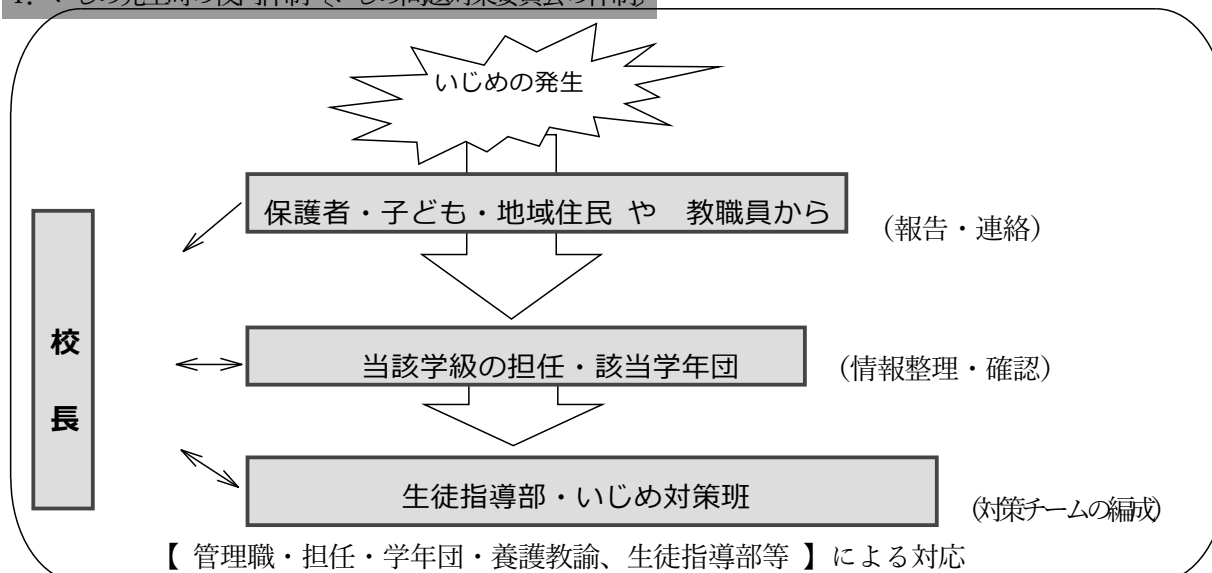 いじめの発生
保護者・子ども・地域住民 や 教職員から
(報告・連絡)
校長
当該学級の担任・該当学年団
(情報整理・確認)
生徒指導部・いじめ対策班
(対策チームの編成)
【 管理職・担任・学年団・養護教諭、生徒指導部等 】による対応